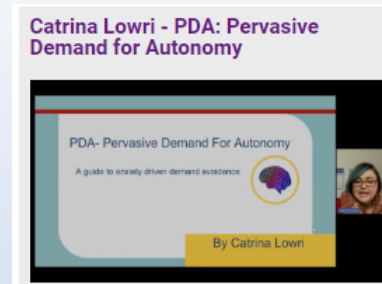 Catrina Lowri - PDA: Pervasive
Demand for Autonomy
PDA- Pervasive Demand For Autonomy
A guide to anxiety driven demand avoidance
By Catrina Lowri